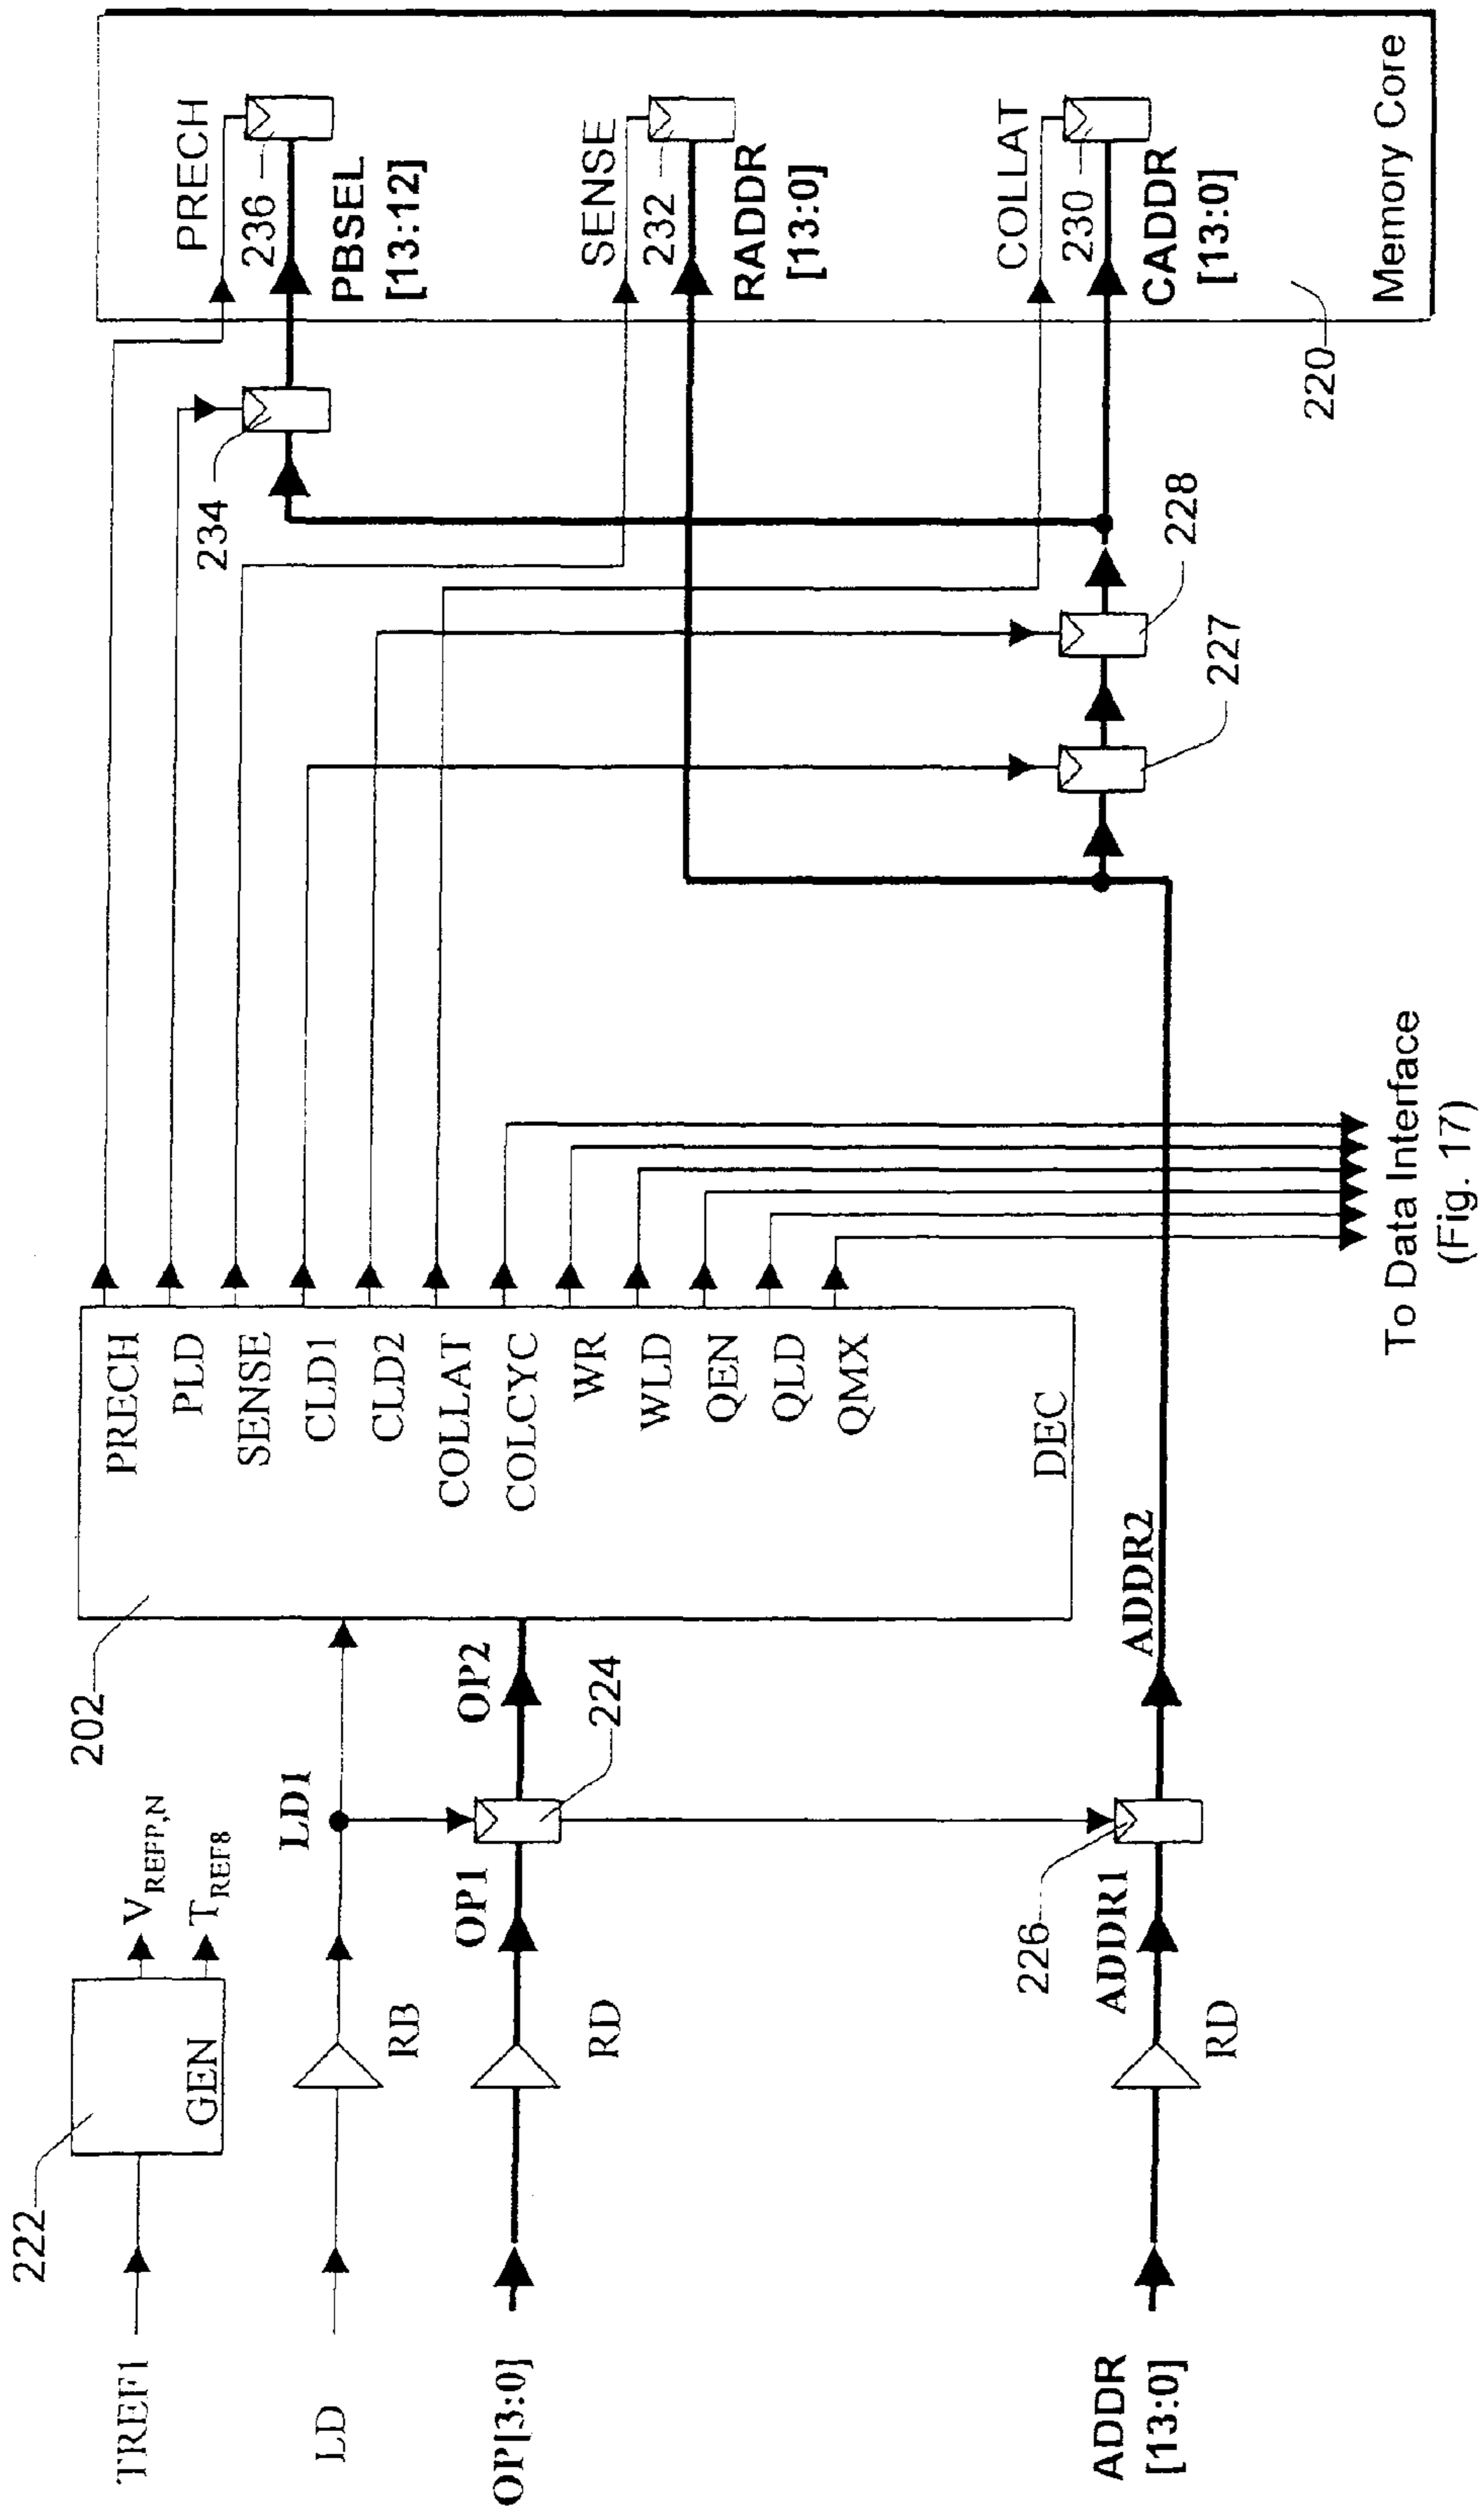 TREF1
222
GEN
VREFP,N
TREF8
LD
RB
LD1
OP[3:0]
RD
OP1
224
OP2
ADDR
[13:0]
RD
ADDR1
226
ADDR2
202
PRECH
PLD
SENSE
CLD1
CLD2
COLLAT
COLCYC
WR
WLD
QEN
QLD
QMX
DEC
To Data Interface
(Fig. 17)
227
228
234
PRECH
236
PBSEL
[13:12]
SENSE
232
RADDR
[13:0]
COLLAT
230
CADDR
[13:0]
220
Memory Core